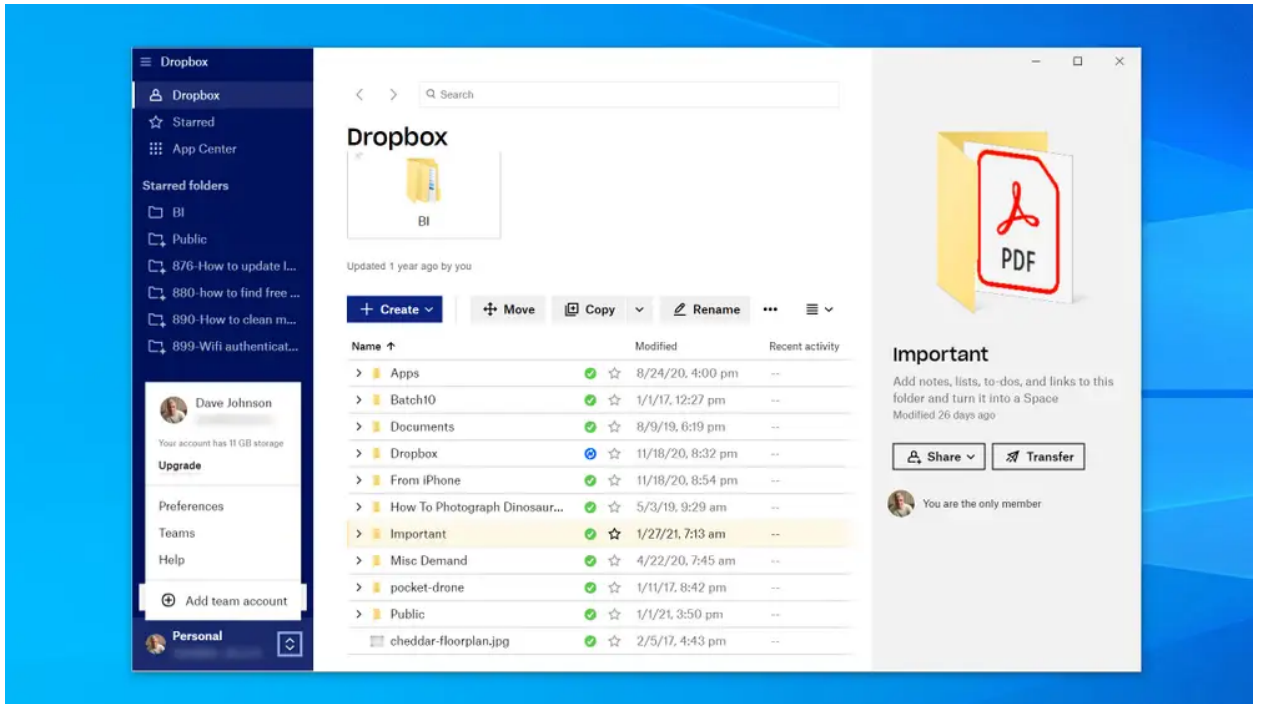 Dropbox
Dropbox
Starred
App Center
Starred folders
BI
Public
876-How to update I...
880-how to find free ...
890-How to clean m...
899-Wifi authenticat...
Dave Johnson
Your account has 11 GB storage
Upgrade
Preferences
Teams
Help
Add team account
Personal
Search
Dropbox
BI
Updated 1 year ago by you
Create
Move
Copy
Rename
Name Modified Recent activity
Apps 8/24/20, 4:00 pm --
Batch10 1/1/17, 12:27 pm --
Documents 8/9/19, 6:19 pm --
Dropbox 11/18/20, 8:32 pm --
From iPhone 11/18/20, 8:54 pm --
How To Photograph Dinosaur... 5/3/19, 9:29 am --
Important 1/27/21, 7:13 am --
Misc Demand 4/22/20, 7:45 am --
pocket-drone 1/11/17, 8:42 pm --
Public 1/1/21, 3:50 pm --
cheddar-floorplan.jpg 2/5/17, 4:43 pm --
PDF
Important
Add notes, lists, to-dos, and links to this
folder and turn it into a Space
Modified 26 days ago
Share
Transfer
You are the only member